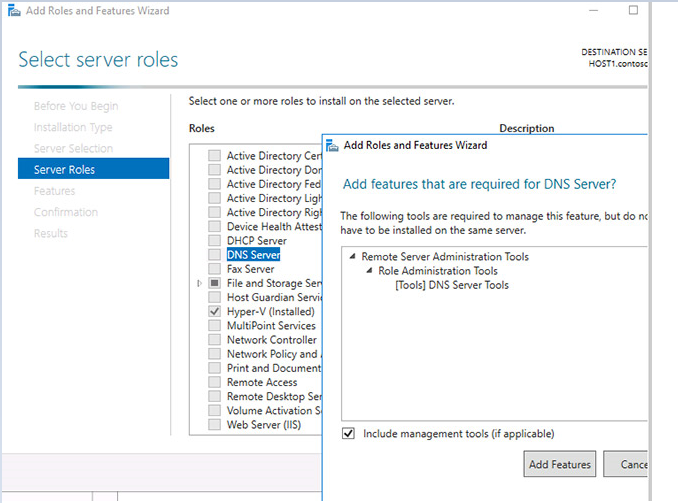 Add Roles and Features Wizard
Select server roles
DESTINATION SE
HOST1.contoso
Before You Begin
Installation Type
Server Selection
Server Roles
Features
Confirmation
Results
Select one or more roles to install on the selected server.
Roles
Description
Active Directory Cer
Active Directory Dor
Active Directory Fed
Active Directory Ligh
Active Directory Righ
Device Health Attest
DHCP Server
DNS Server
Fax Server
File and Storage Serv
Host Guardian Servic
Hyper-V (Installed)
MultiPoint Services
Network Controller
Network Policy and A
Print and Document
Remote Access
Remote Desktop Ser
Volume Activation S
Web Server (IIS)
Add Roles and Features Wizard
Add features that are required for DNS Server?
The following tools are required to manage this feature, but do no
have to be installed on the same server.
Remote Server Administration Tools
Role Administration Tools
[Tools] DNS Server Tools
Include management tools (if applicable)
Add Features
Cance